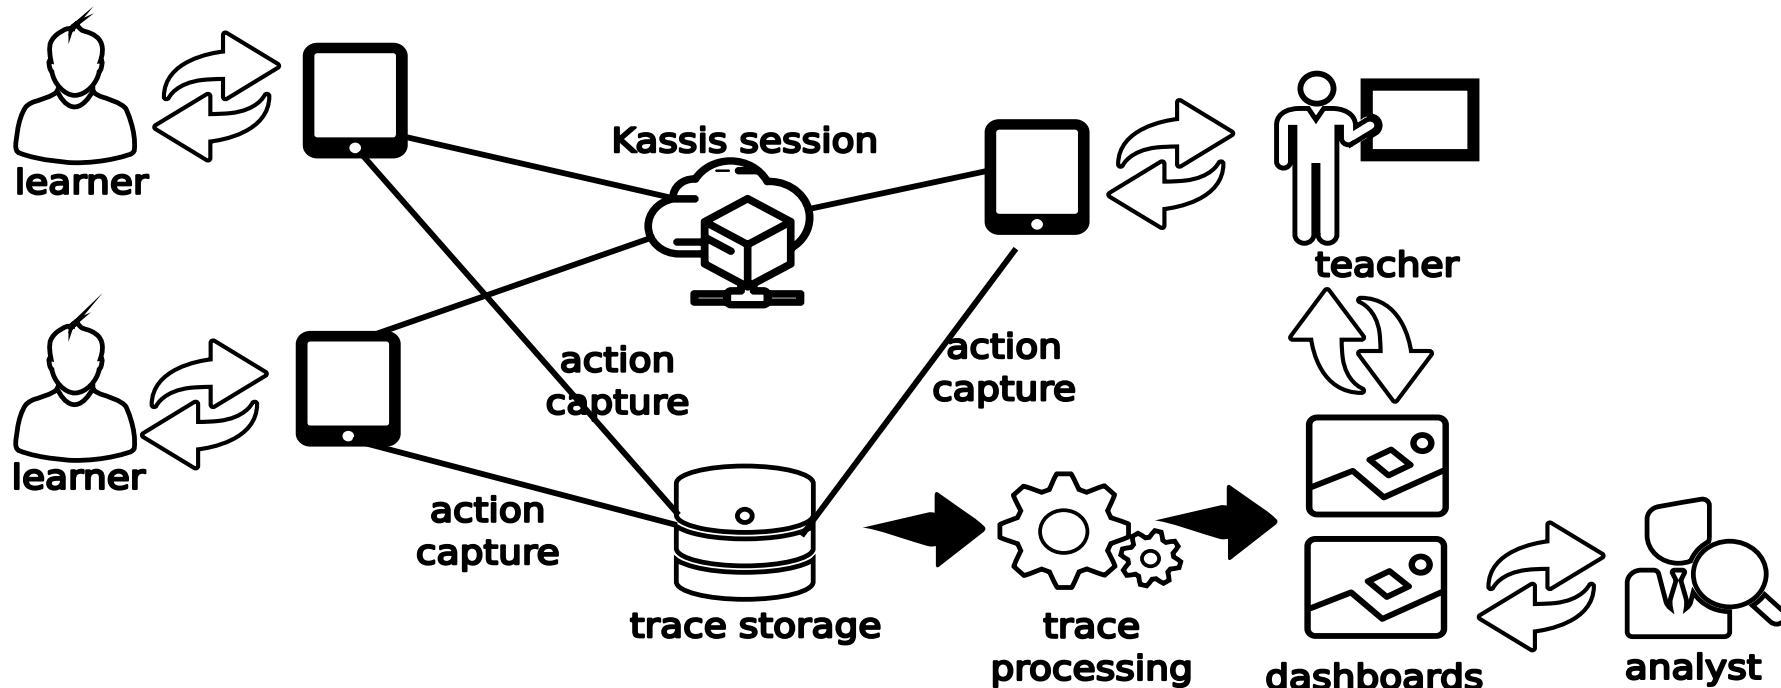 learner
Kassis session
teacher
learner
action
capture
action
capture
action
capture
trace storage
trace
processing
dashboards
analyst